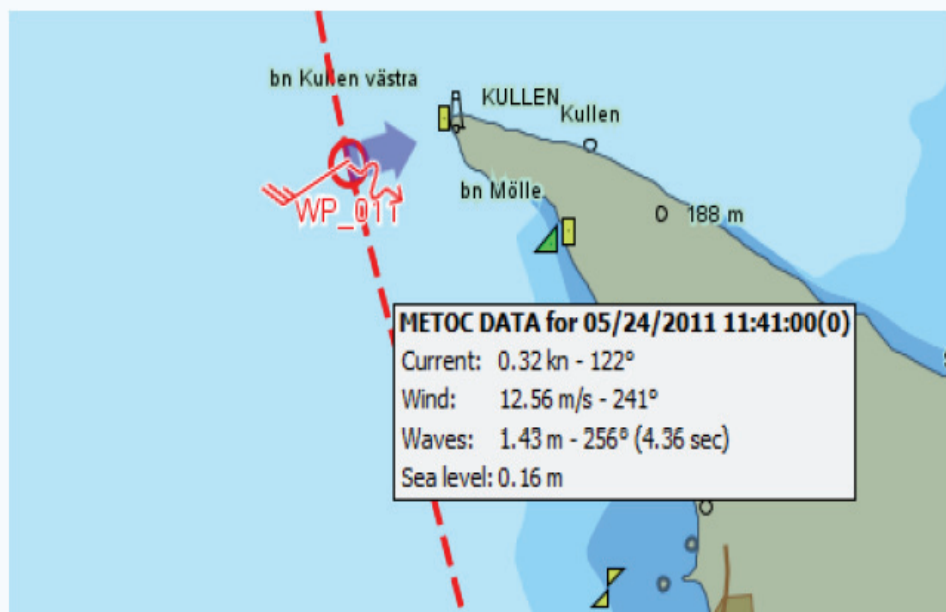 bn Kullen västra
KULLEN
Kullen
bn Mölle
WP_011
188 m
METOC DATA for 05/24/2011 11:41:00(0)
Current: 0.32 kn - 122°
Wind: 12.56 m/s - 241°
Waves: 1.43 m - 256° (4.36 sec)
Sea level: 0.16 m